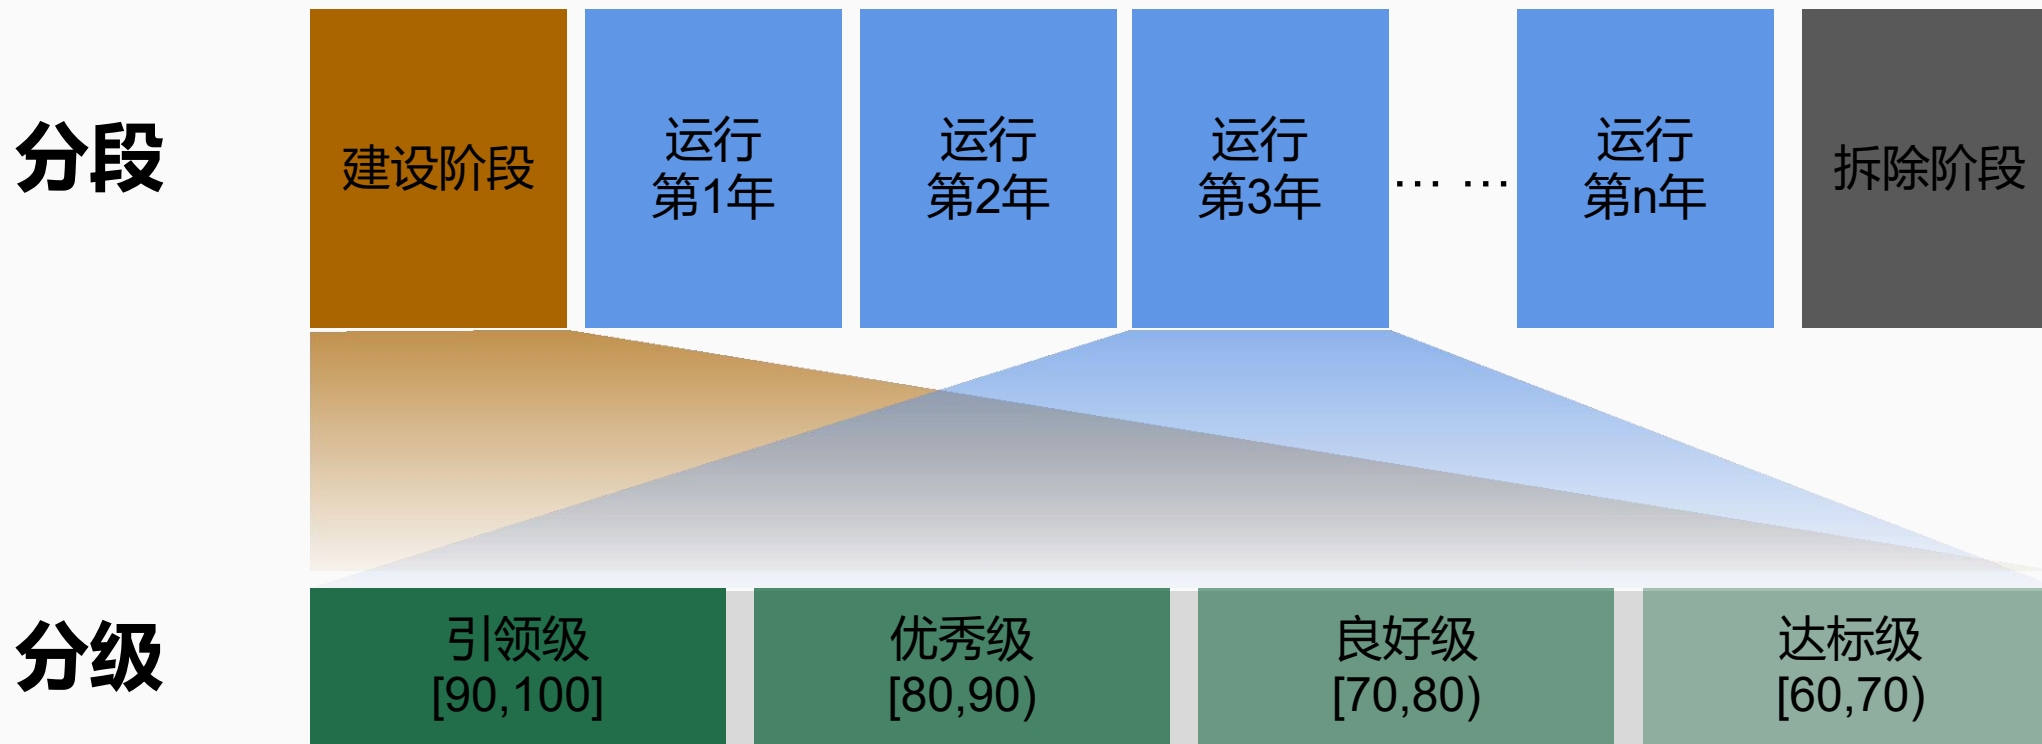 分段
建设阶段
运行
第1年
运行
第2年
运行
第3年
… …
运行
第n年
拆除阶段
分级
引领级
[90,100]
优秀级
[80,90)
良好级
[70,80)
达标级
[60,70)